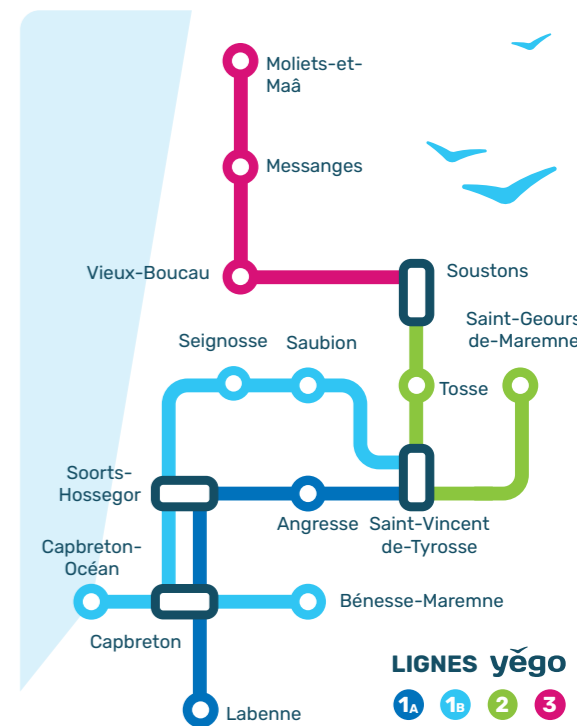 Moliets-et-
Maâ
Messanges
Vieux-Boucau
Soustons
Saint-Geours
de-Maremne
Seignosse
Saubion
Tosse
Soorts-
Hossegor
Angresse
Saint-Vincent
de-Tyrosse
Capbreton-
Océan
Bénesse-Maremne
Capbreton
Labenne
LIGNES yégo
1A 1B 2 3